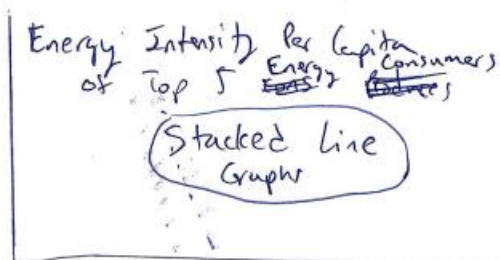 Energy Intensity Per Capita
of Top 5 Energy Consumers
Stacked Line
Graphs